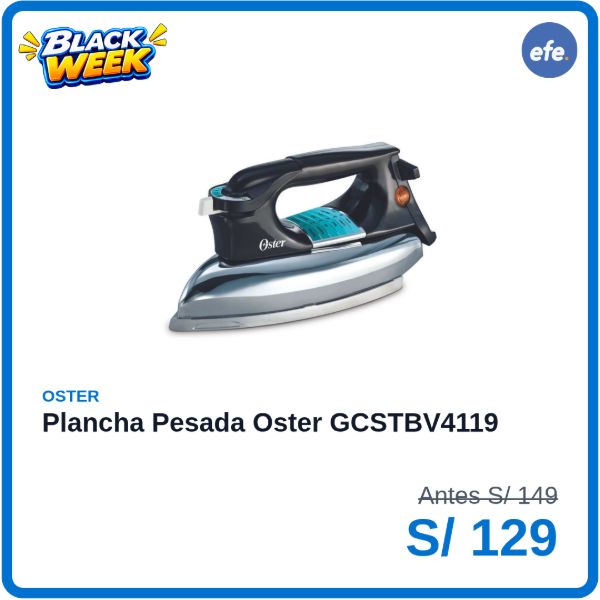 BLACK
WEEK
efe.
Oster
OSTER
Plancha Pesada Oster GCSTBV4119
Antes S/ 149
S/ 129